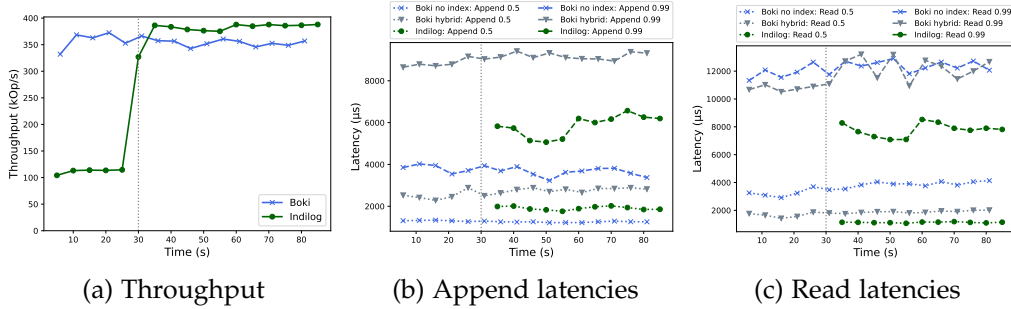 400
350
300
250
200
150
100
50
0
Throughput (kOp/s)
Boki
Indilog
10 20 30 40 50 60 70 80
Time (s)
(a) Throughput
Boki no index: Append 0.5
Boki hybrid: Append 0.5
Indilog: Append 0.5
Boki no index: Append 0.99
Boki hybrid: Append 0.99
Indilog: Append 0.99
8000
6000
4000
2000
Latency (μs)
10 20 30 40 50 60 70 80
Time (s)
(b) Append latencies
Boki no index: Read 0.5
Boki hybrid: Read 0.5
Indilog: Read 0.5
Boki no index: Read 0.99
Boki hybrid: Read 0.99
Indilog: Read 0.99
12000
10000
8000
6000
4000
2000
Latency (μs)
10 20 30 40 50 60 70 80
Time (s)
(c) Read latencies